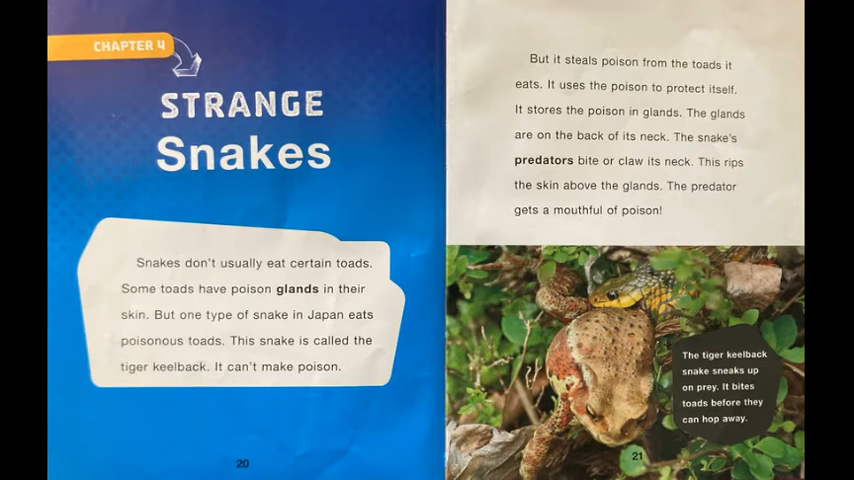 CHAPTER 4
STRANGE
Snakes
Snakes don't usually eat certain toads.
Some toads have poison glands in their
skin. But one type of snake in Japan eats
poisonous toads. This snake is called the
tiger keelback. It can't make poison.
20
But it steals poison from the toads it
eats. It uses the poison to protect itself.
It stores the poison in glands. The glands
are on the back of its neck. The snake's
predators bite or claw its neck. This rips
the skin above the glands. The predator
gets a mouthful of poison!
The tiger keelback
snake sneaks up
on prey. It bites
toads before they
can hop away.
21